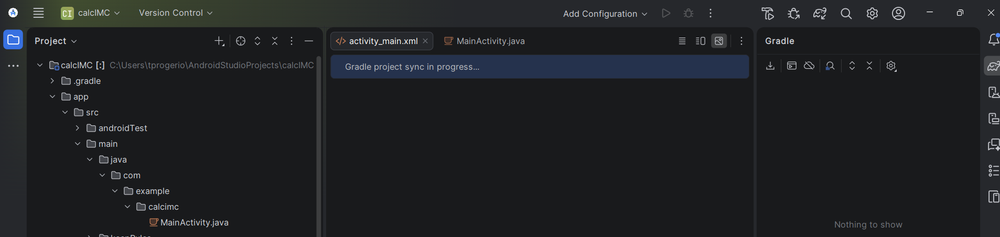 CI calcIMC Version Control Add Configuration
Project
activity_main.xml MainActivity.java
Gradle
calcIMC [:] C:\Users\tprogerio\AndroidStudioProjects\calcIMC
Gradle project sync in progress...
.gradle
app
src
androidTest
main
java
com
example
calcimc
MainActivity.java
Nothing to show